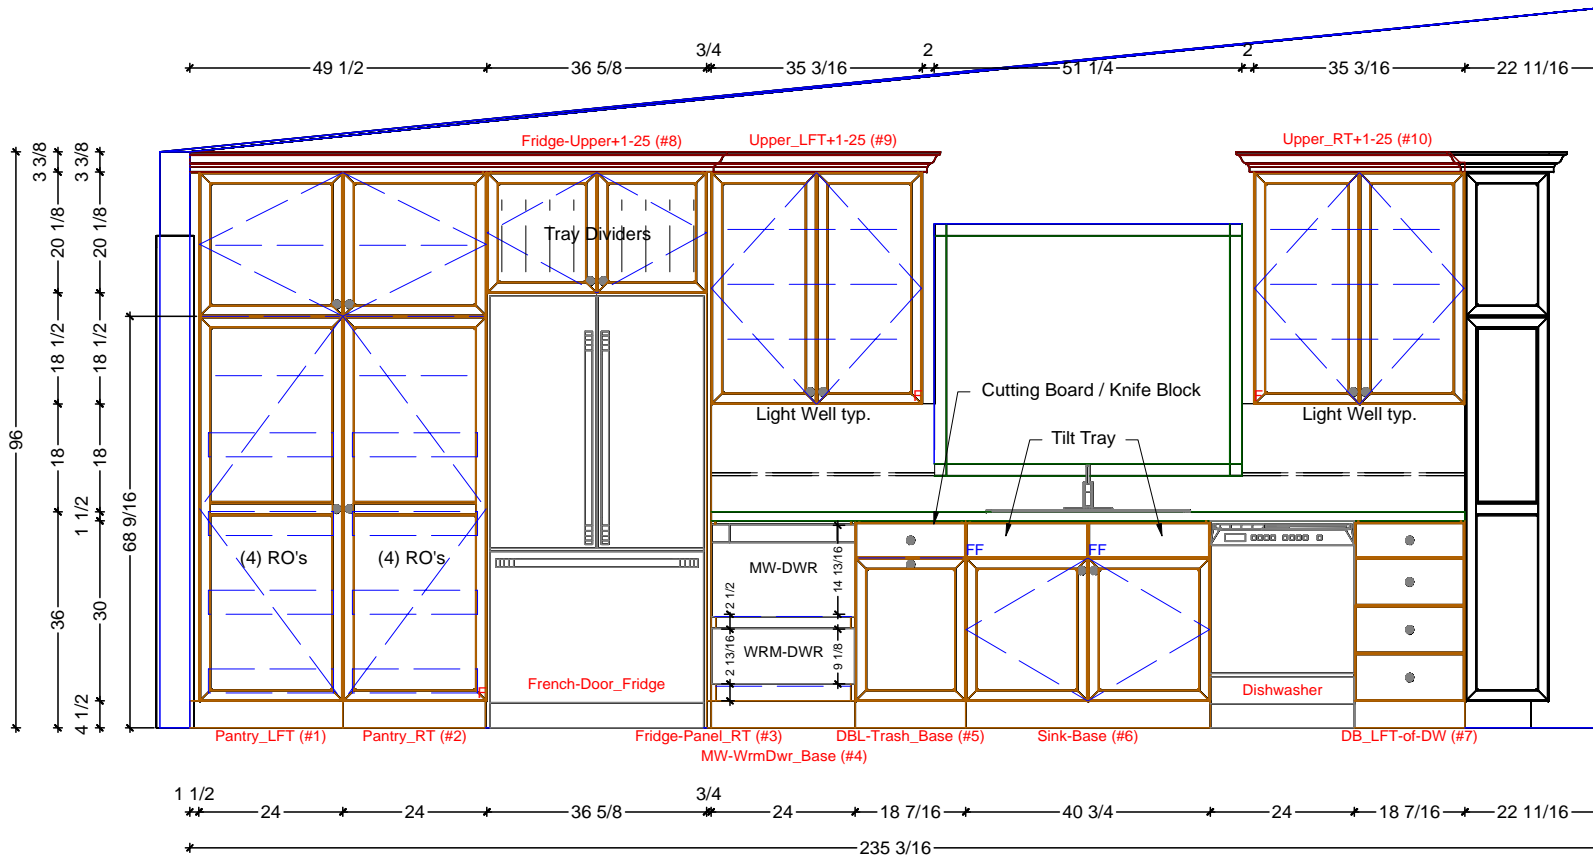 3/4
2
2
49 1/2
36 5/8
35 3/16
51 1/4
35 3/16
22 11/16
Fridge-Upper+1-25 (#8)
Upper_LFT+1-25 (#9)
Upper_RT+1-25 (#10)
3 3/8
3 3/8
20 1/8
20 1/8
Tray Dividers
18 1/2
18 1/2
Cutting Board / Knife Block
F
F
Light Well typ.
Light Well typ.
96
18
18
Tilt Tray
1 1/2
68 9/16
(4) RO's
(4) RO's
FF
FF
MW-DWR
14 13/16
2 1/2
36
30
WRM-DWR
2 13/16
9 1/8
French-Door_Fridge
Dishwasher
F
4 1/2
Pantry_LFT (#1)
Pantry_RT (#2)
Fridge-Panel_RT (#3)
DBL-Trash_Base (#5)
Sink-Base (#6)
DB_LFT-of-DW (#7)
MW-WrmDwr_Base (#4)
1 1/2
3/4
24
24
36 5/8
24
18 7/16
40 3/4
24
18 7/16
22 11/16
235 3/16